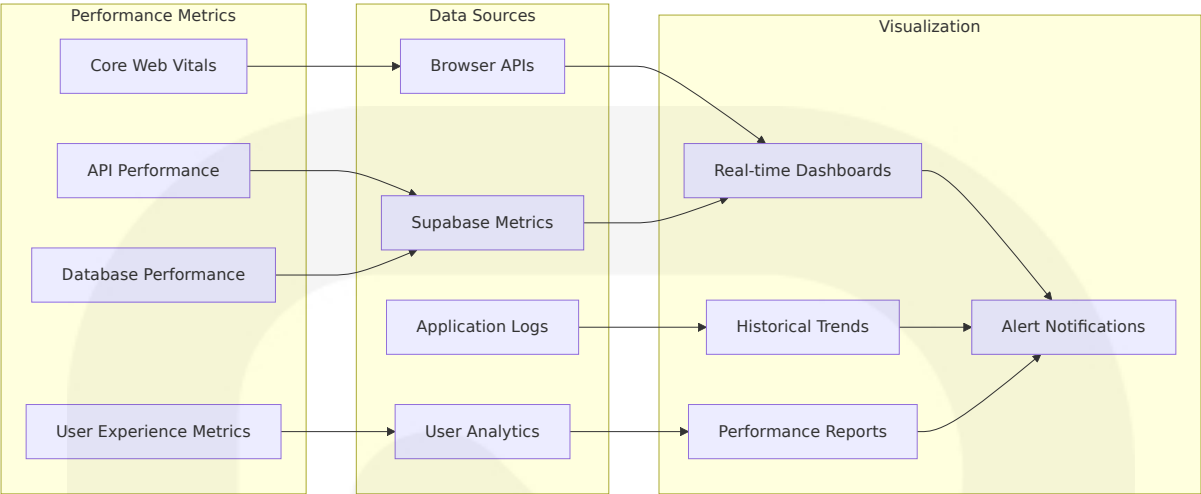 Performance Metrics
Core Web Vitals
API Performance
Database Performance
User Experience Metrics
Data Sources
Browser APIs
Supabase Metrics
Application Logs
User Analytics
Visualization
Real-time Dashboards
Historical Trends
Performance Reports
Alert Notifications